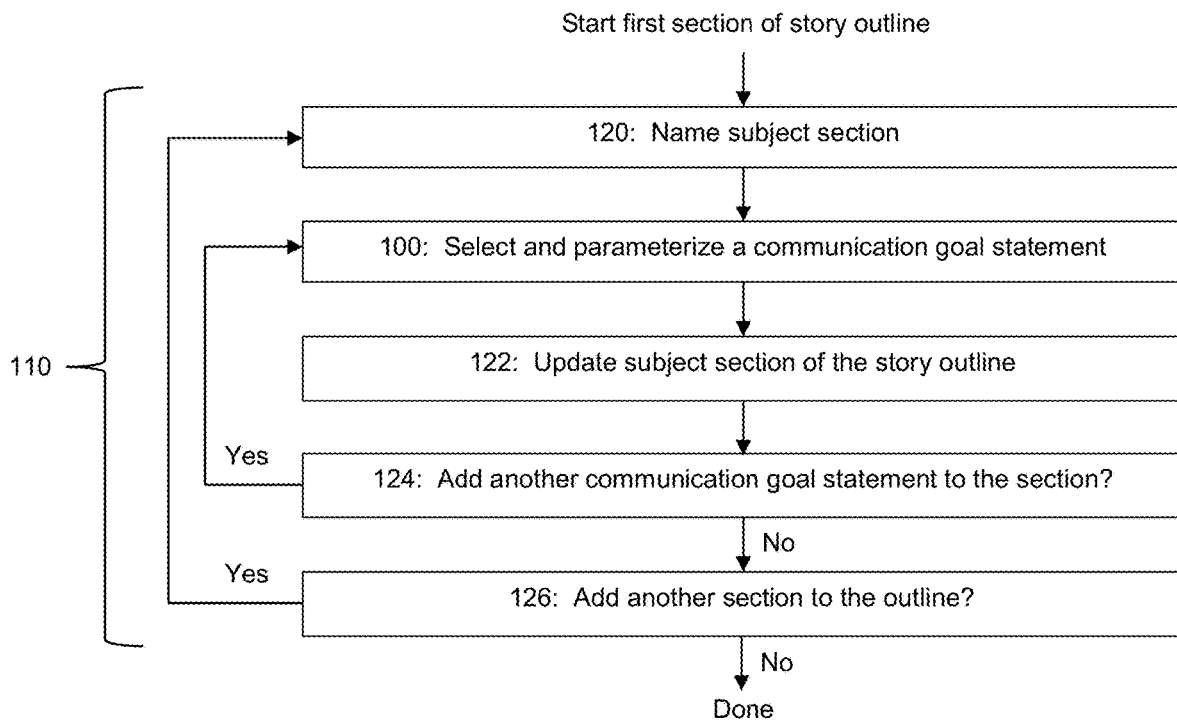 Start first section of story outline
120: Name subject section
100: Select and parameterize a communication goal statement
122: Update subject section of the story outline
110
Yes
124: Add another communication goal statement to the section?
No
Yes
126: Add another section to the outline?
No
Done